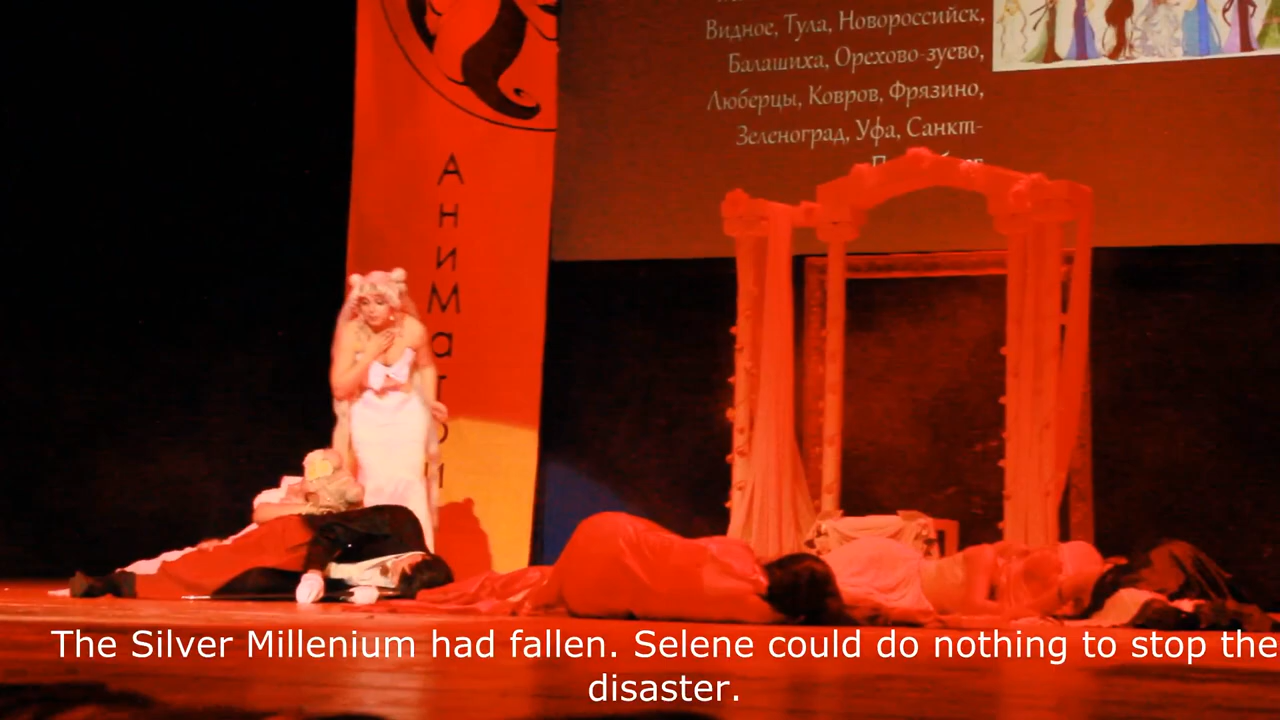 Видное, Тула, Новороссийск,
Балашиха, Орехово-зуево,
Люберцы, Ковров, Фрязино,
Зеленоград, Уфа, Санкт-
The Silver Millenium had fallen. Selene could do nothing to stop the
disaster.